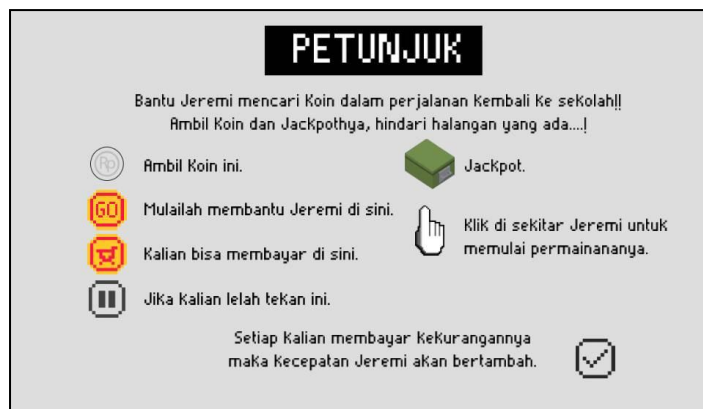 PETUNJUK
Bantu Jeremi mencari Koin dalam perjalanan Kembali Ke seKolah!!
Ambil Koin dan JacKpothya, hindari halangan yang ada....!
Rp
Ambil Koin ini.
JacKpot.
GO
Mulailah membantu Jeremi di sini.
Klik di sekitar Jeremi untuk
memulai permainananya.
Kalian bisa membayar di sini.
Jika Kalian lelah tekan ini.
Setiap Kalian membayar KeKurangannya
maka Kecepatan Jeremi akan bertambah.